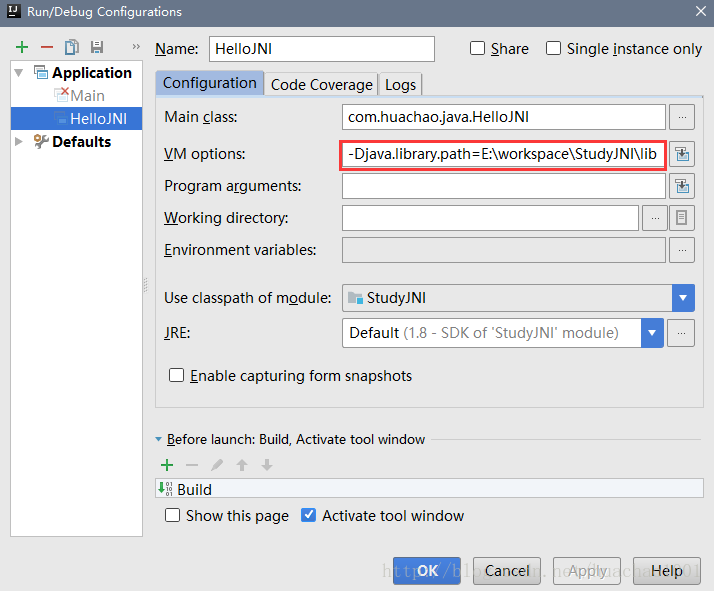 Run/Debug Configurations
Name: HelloJNI Share Single instance only
Application
Main
HelloJNI
Defaults
Configuration Code Coverage Logs
Main class: com.huachao.java.HelloJNI ...
VM options: -Djava.library.path=E:\workspace\StudyJNI\lib
Program arguments:
Working directory: ...
Environment variables: ...
Use classpath of module: StudyJNI
JRE: Default (1.8 - SDK of 'StudyJNI' module) ...
Enable capturing form snapshots
Before launch: Build, Activate tool window
Build
Show this page Activate tool window
OK Cancel Apply Help